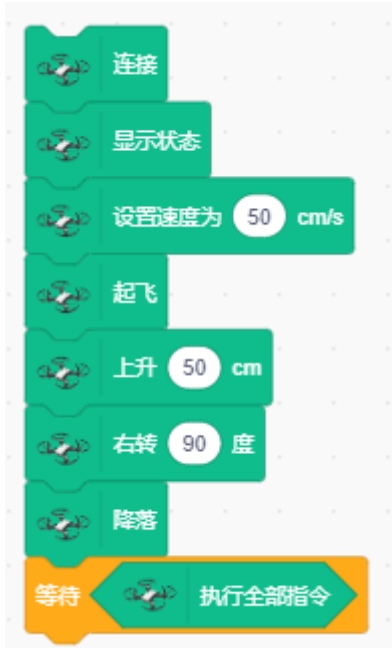 连接
显示状态
设置速度为 50 cm/s
起飞
上升 50 cm
右转 90 度
降落
等待 执行全部指令